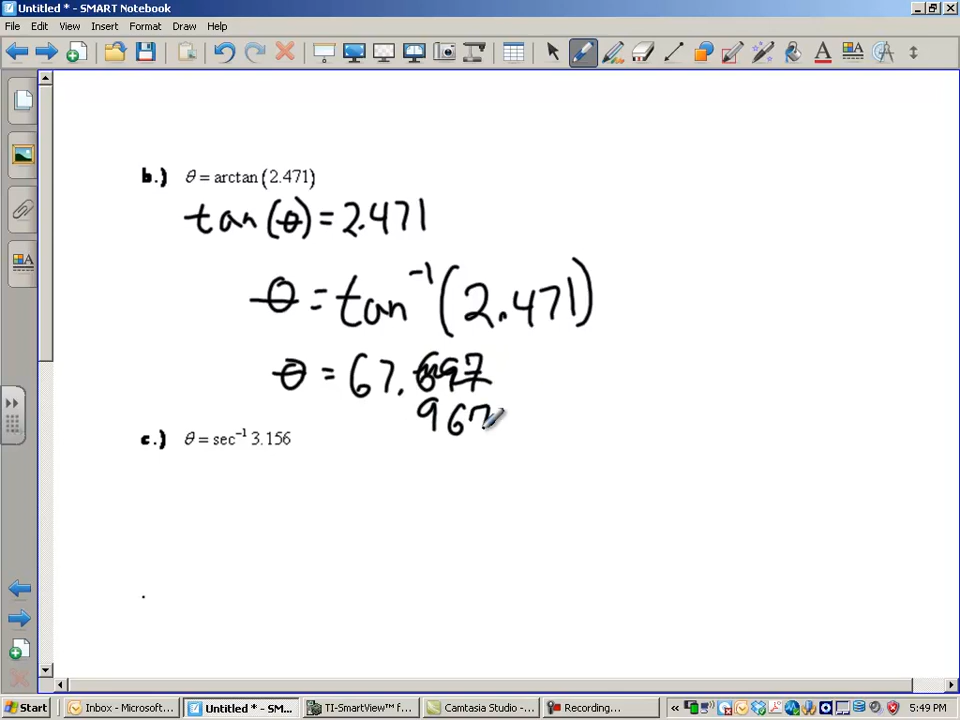 Untitled * - SMART Notebook
File Edit View Insert Format Draw Help
b.) θ = arctan (2.471)
tan(θ) = 2.471
θ = tan⁻¹(2.471)
θ = 67.697
967
c.) θ = sec⁻¹ 3.156
.
Start Inbox - Microsoft... Untitled * - SM... TI-SmartView™ f... Camtasia Studio -... Recording... « 5:49 PM